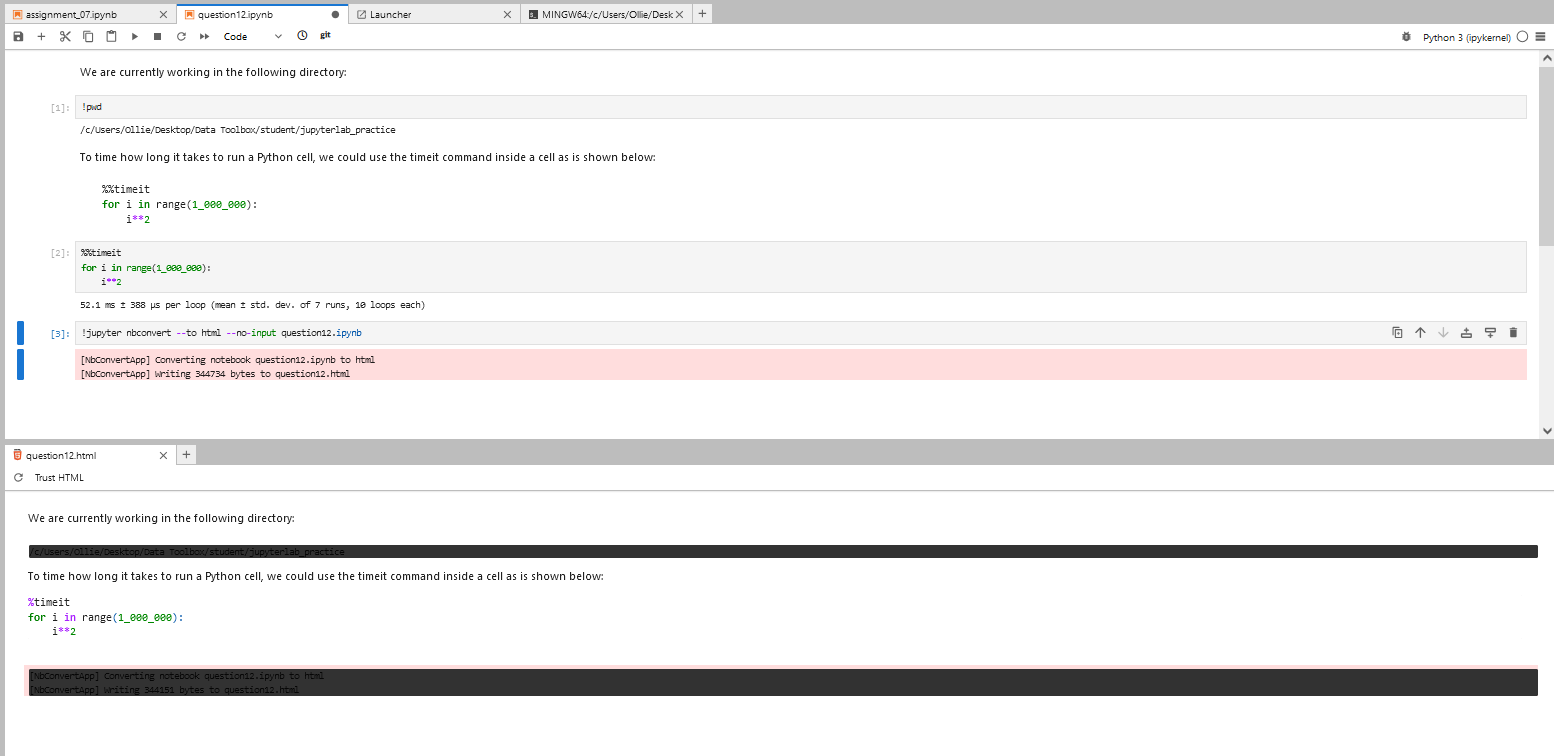 assignment_07.ipynb
question12.ipynb
Launcher
MINGW64:/c/Users/Ollie/Desk
Code
git
Python 3 (ipykernel)
We are currently working in the following directory:
[1]: !pwd
/c/Users/Ollie/Desktop/Data Toolbox/student/jupyterlab_practice
To time how long it takes to run a Python cell, we could use the timeit command inside a cell as is shown below:
%%timeit
for i in range(1_000_000):
    i**2
[2]: %%timeit
for i in range(1_000_000):
    i**2
52.1 ms ± 388 µs per loop (mean ± std. dev. of 7 runs, 10 loops each)
[3]: !jupyter nbconvert --to html --no-input question12.ipynb
[NbConvertApp] Converting notebook question12.ipynb to html
[NbConvertApp] Writing 344734 bytes to question12.html
question12.html
Trust HTML
We are currently working in the following directory:
/c/Users/Ollie/Desktop/Data Toolbox/student/jupyterlab_practice
To time how long it takes to run a Python cell, we could use the timeit command inside a cell as is shown below:
%timeit
for i in range(1_000_000):
    i**2
[NbConvertApp] Converting notebook question12.ipynb to html
[NbConvertApp] Writing 344151 bytes to question12.html